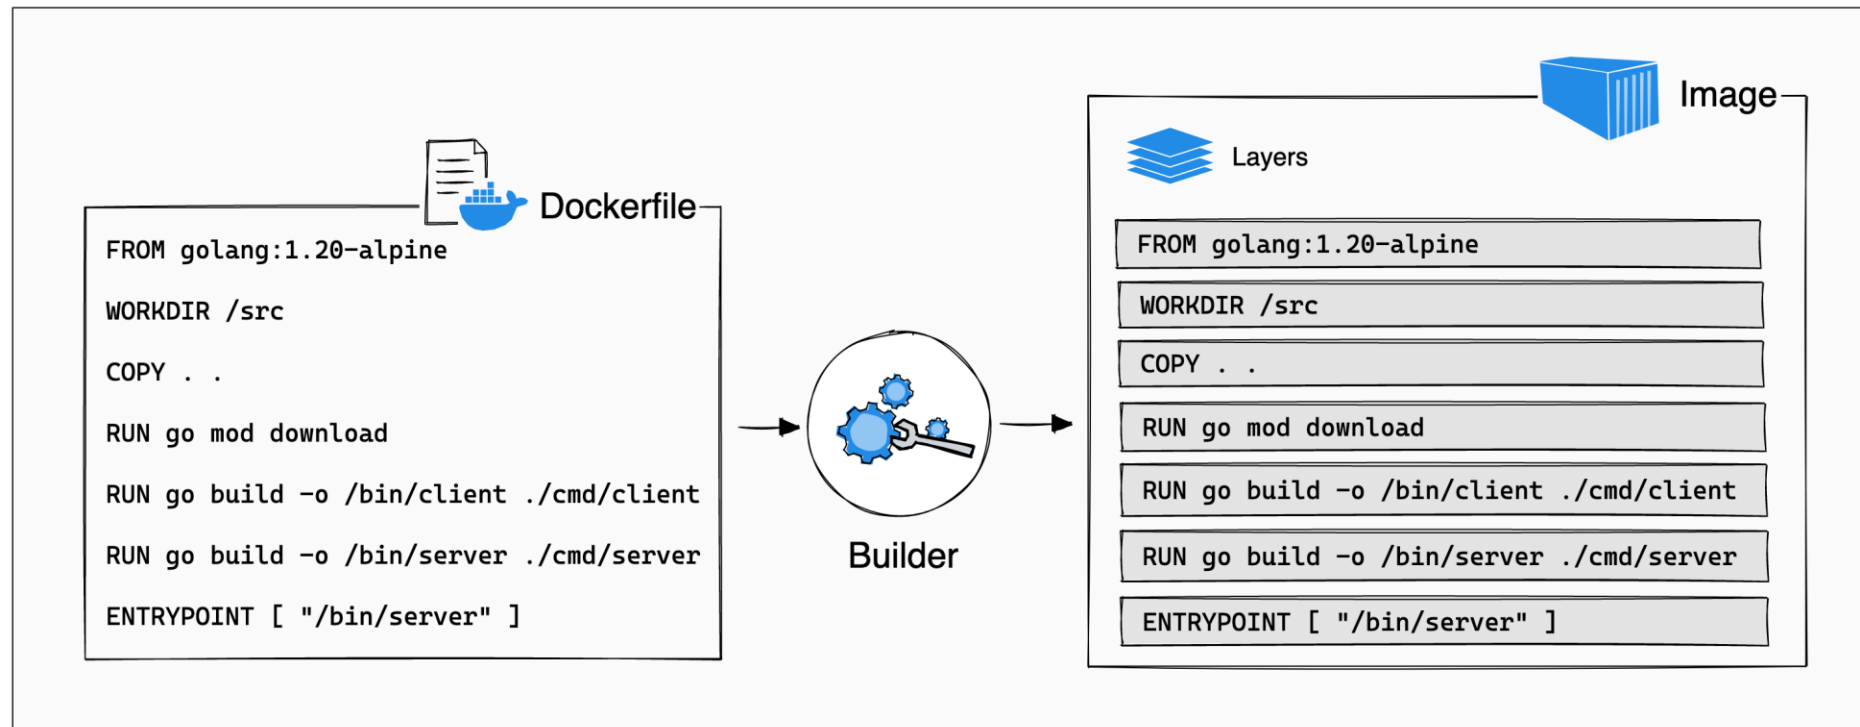 Dockerfile
FROM golang:1.20-alpine
WORKDIR /src
COPY . .
RUN go mod download
RUN go build -o /bin/client ./cmd/client
RUN go build -o /bin/server ./cmd/server
ENTRYPOINT [ "/bin/server" ]
Builder
Image
Layers
FROM golang:1.20-alpine
WORKDIR /src
COPY . .
RUN go mod download
RUN go build -o /bin/client ./cmd/client
RUN go build -o /bin/server ./cmd/server
ENTRYPOINT [ "/bin/server" ]